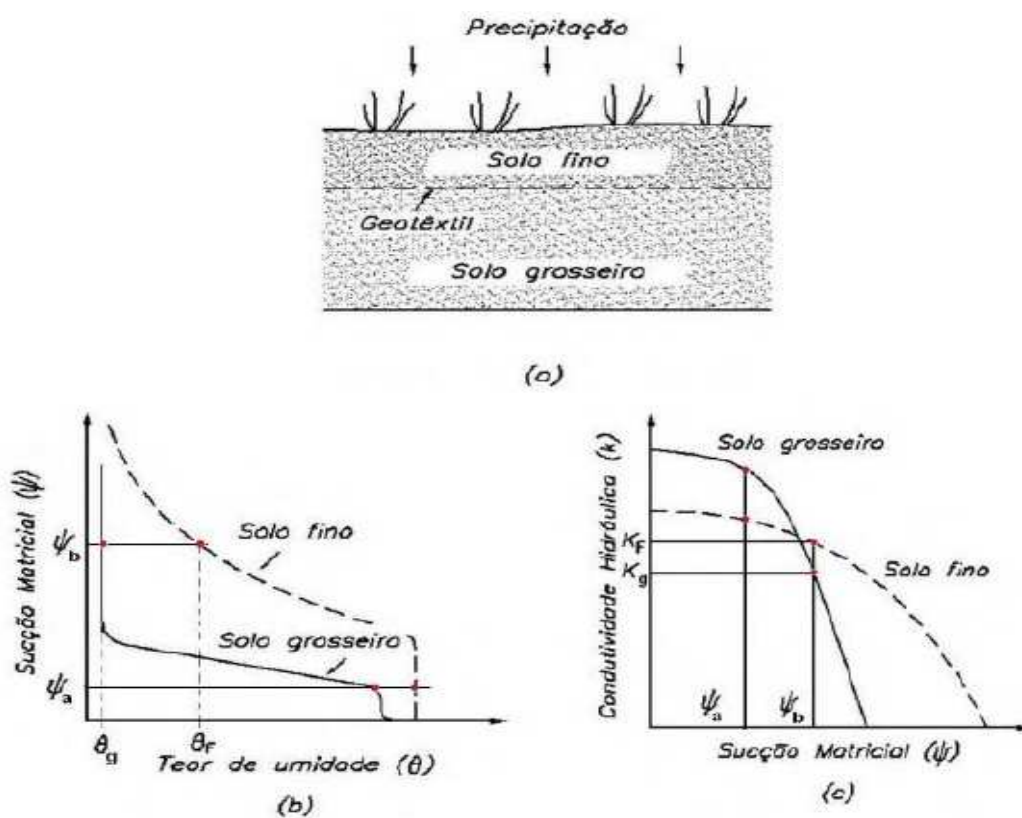 Precipitação
Solo fino
Geotêxtil
Solo grosseiro
(a)
Sucção Matricial (ψ)
ψb
ψa
Solo fino
Solo grosseiro
θg
θF
Teor de umidade (θ)
(b)
Condutividade Hidráulica (k)
Solo grosseiro
KF
Kg
Solo fino
ψa
ψb
Sucção Matricial (ψ)
(c)